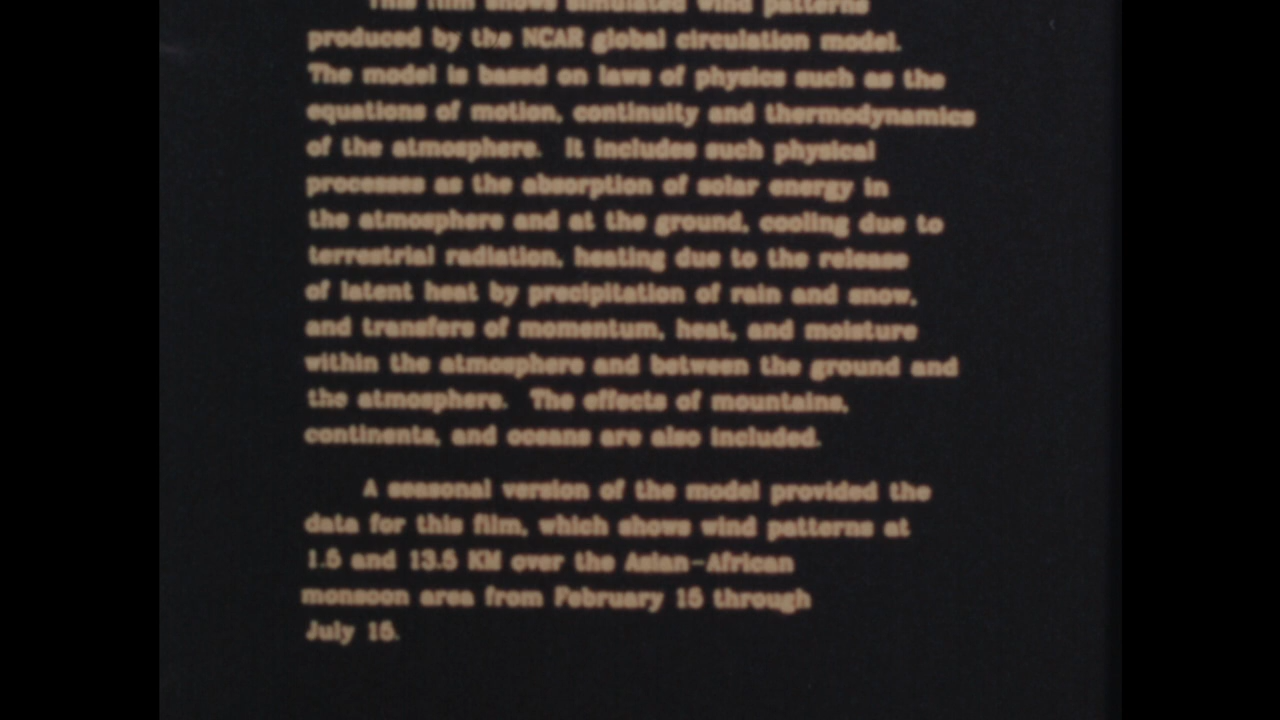 This film shows simulated wind patterns
produced by the NCAR global circulation model.
The model is based on laws of physics such as the
equations of motion, continuity and thermodynamics
of the atmosphere. It includes such physical
processes as the absorption of solar energy in
the atmosphere and at the ground, cooling due to
terrestrial radiation, heating due to the release
of latent heat by precipitation of rain and snow,
and transfers of momentum, heat, and moisture
within the atmosphere and between the ground and
the atmosphere. The effects of mountains,
continents, and oceans are also included.
A seasonal version of the model provided the
data for this film, which shows wind patterns at
1.5 and 13.5 KM over the Asian-African
monsoon area from February 15 through
July 15.